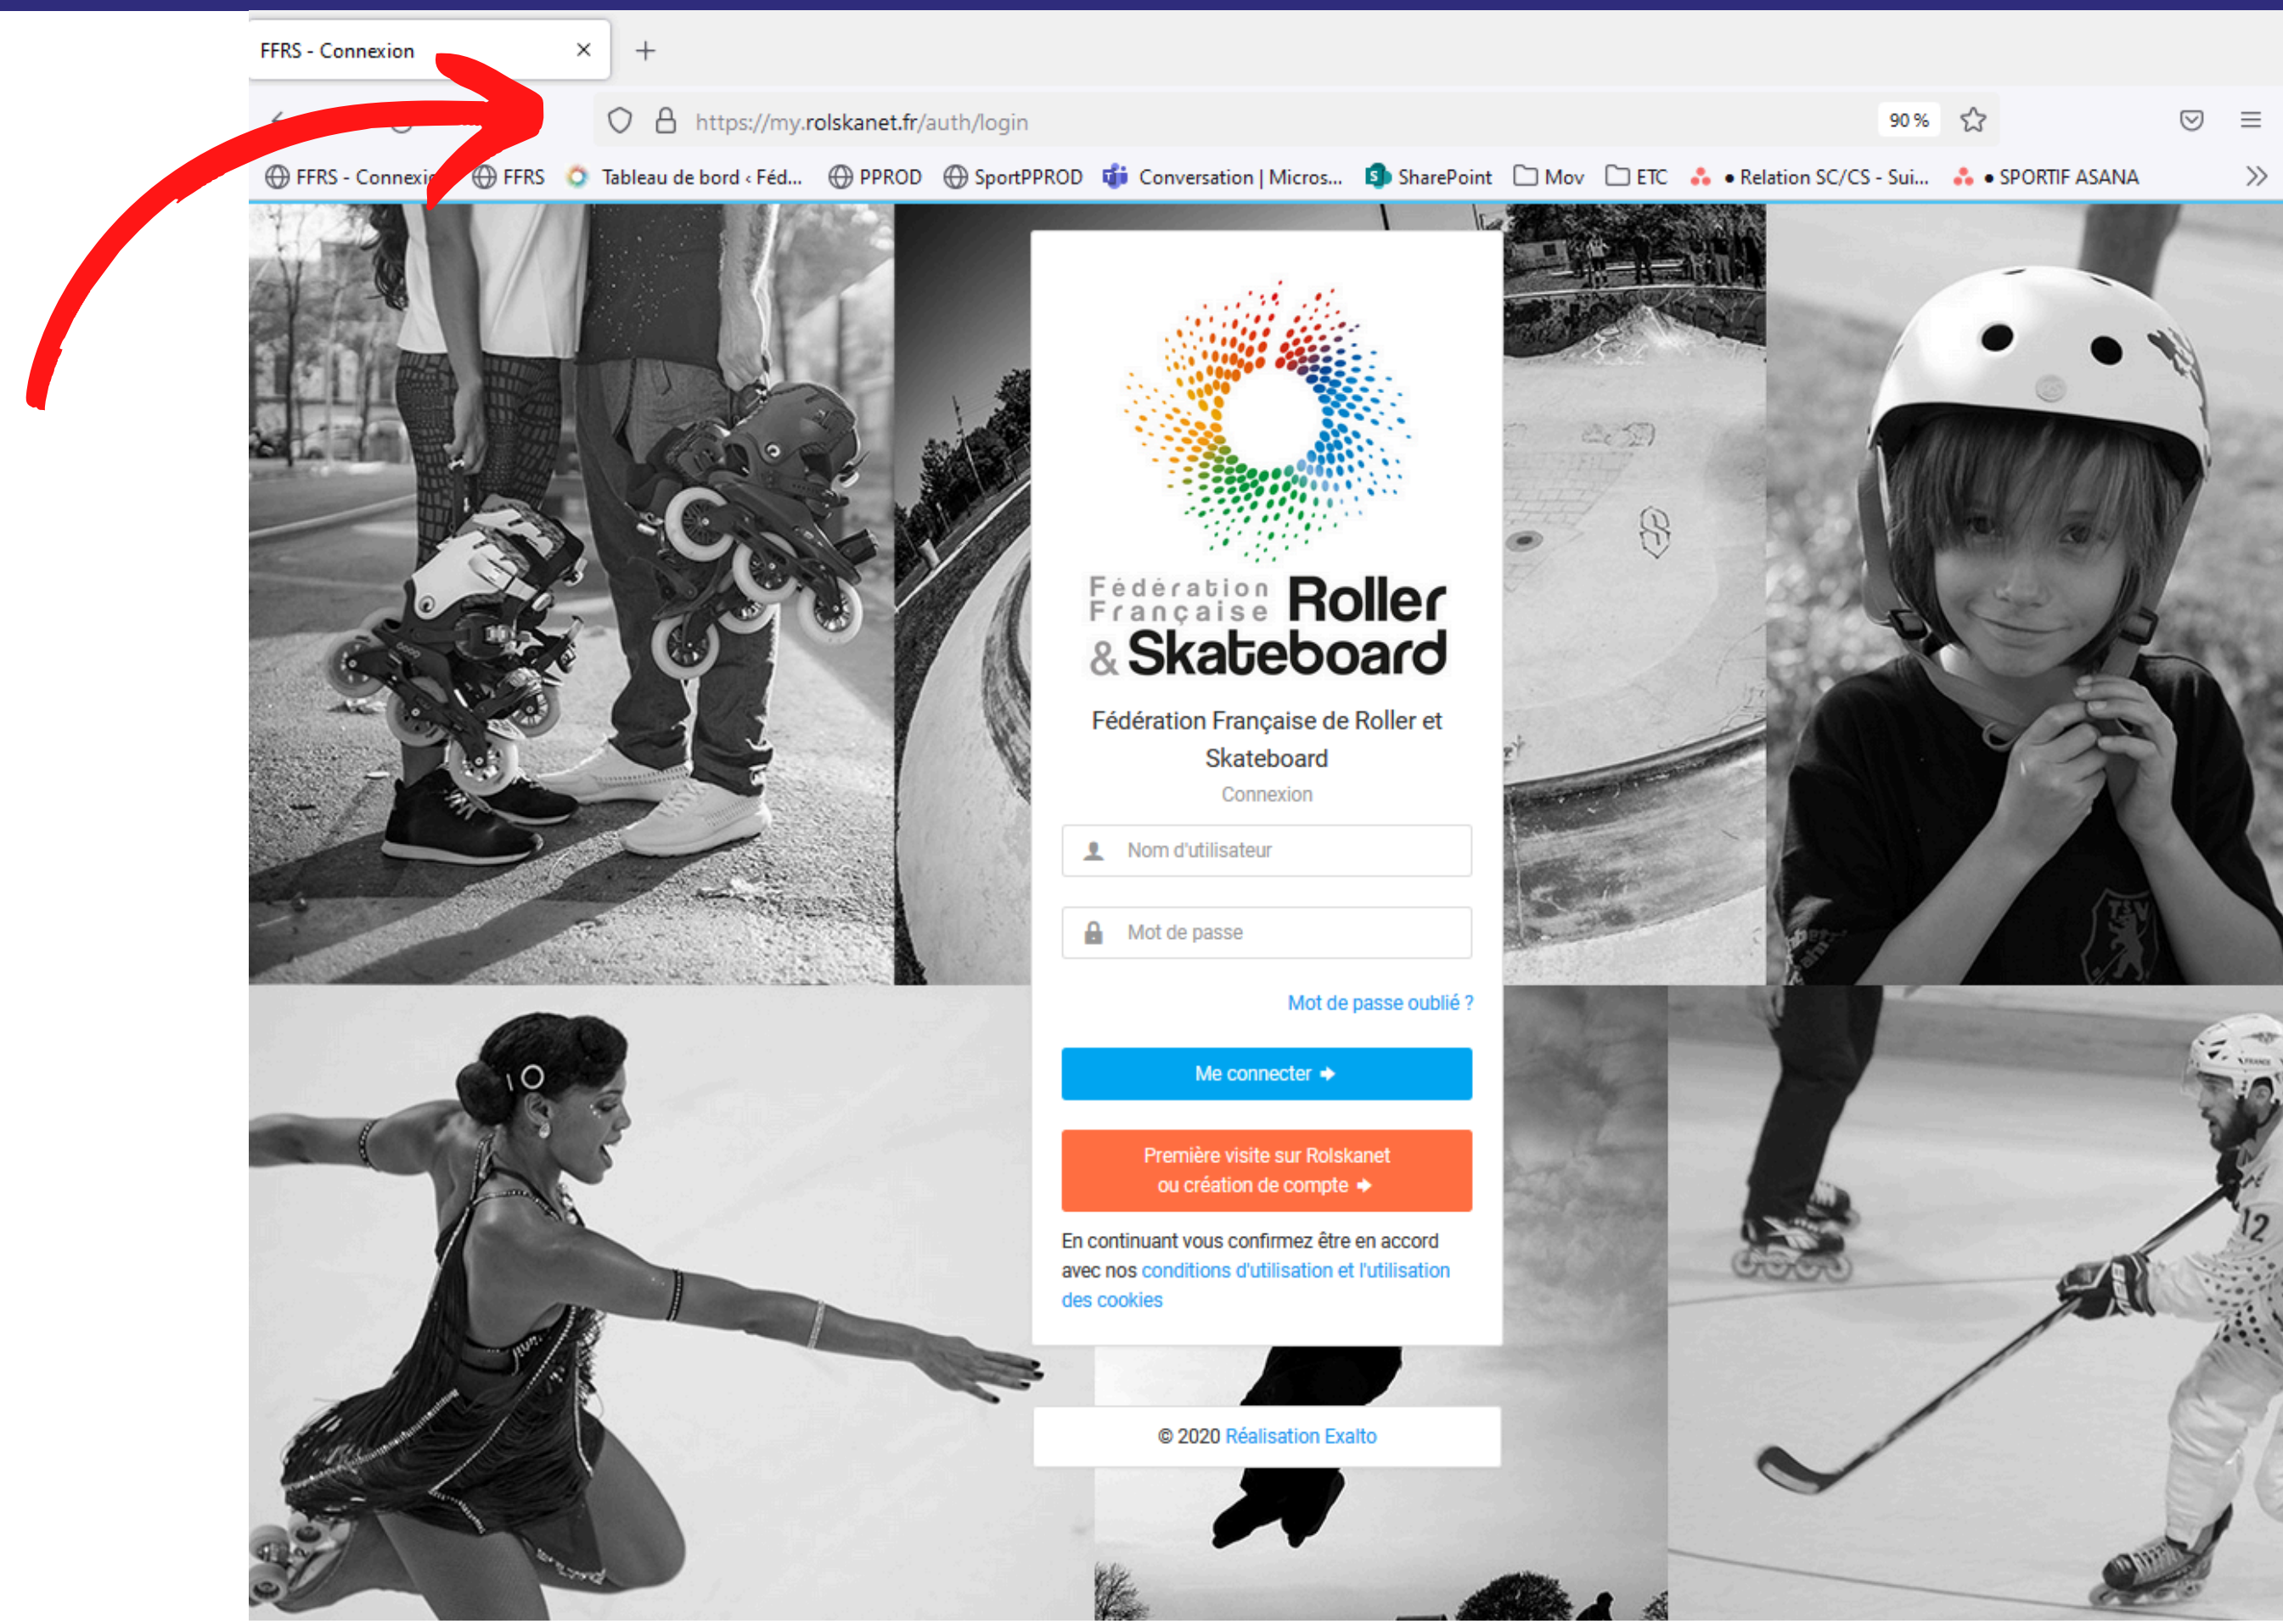 FFRS - Connexion
https://my.rolskanet.fr/auth/login
90 %
FFRS - Connexio
FFRS
Tableau de bord ‹ Féd...
PPROD
SportPPROD
Conversation | Micros...
SharePoint
Mov
ETC
• Relation SC/CS - Sui...
• SPORTIF ASANA
Fédération
Française
Roller
& Skateboard
Fédération Française de Roller et
Skateboard
Connexion
Nom d'utilisateur
Mot de passe
Mot de passe oublié ?
Me connecter
Première visite sur Rolskanet
ou création de compte
En continuant vous confirmez être en accord
avec nos conditions d'utilisation et l'utilisation
des cookies
© 2020 Réalisation Exalto
TSV
FRANCE
12